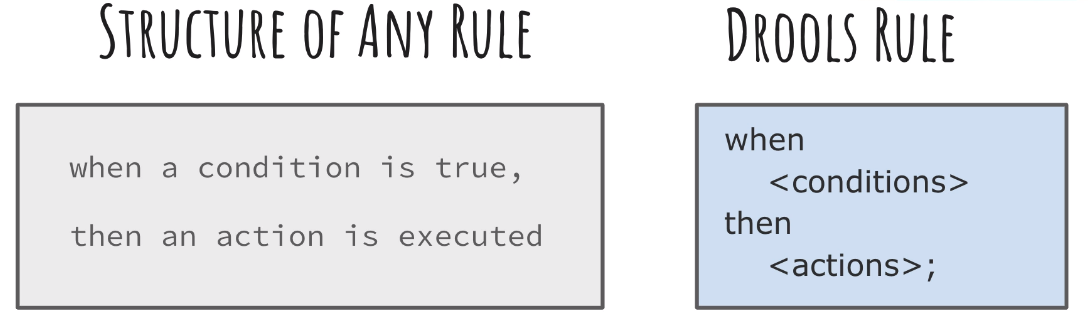 STRUCTURE OF ANY RULE
when a condition is true,
then an action is executed
DROOLS RULE
when
<conditions>
then
<actions>;